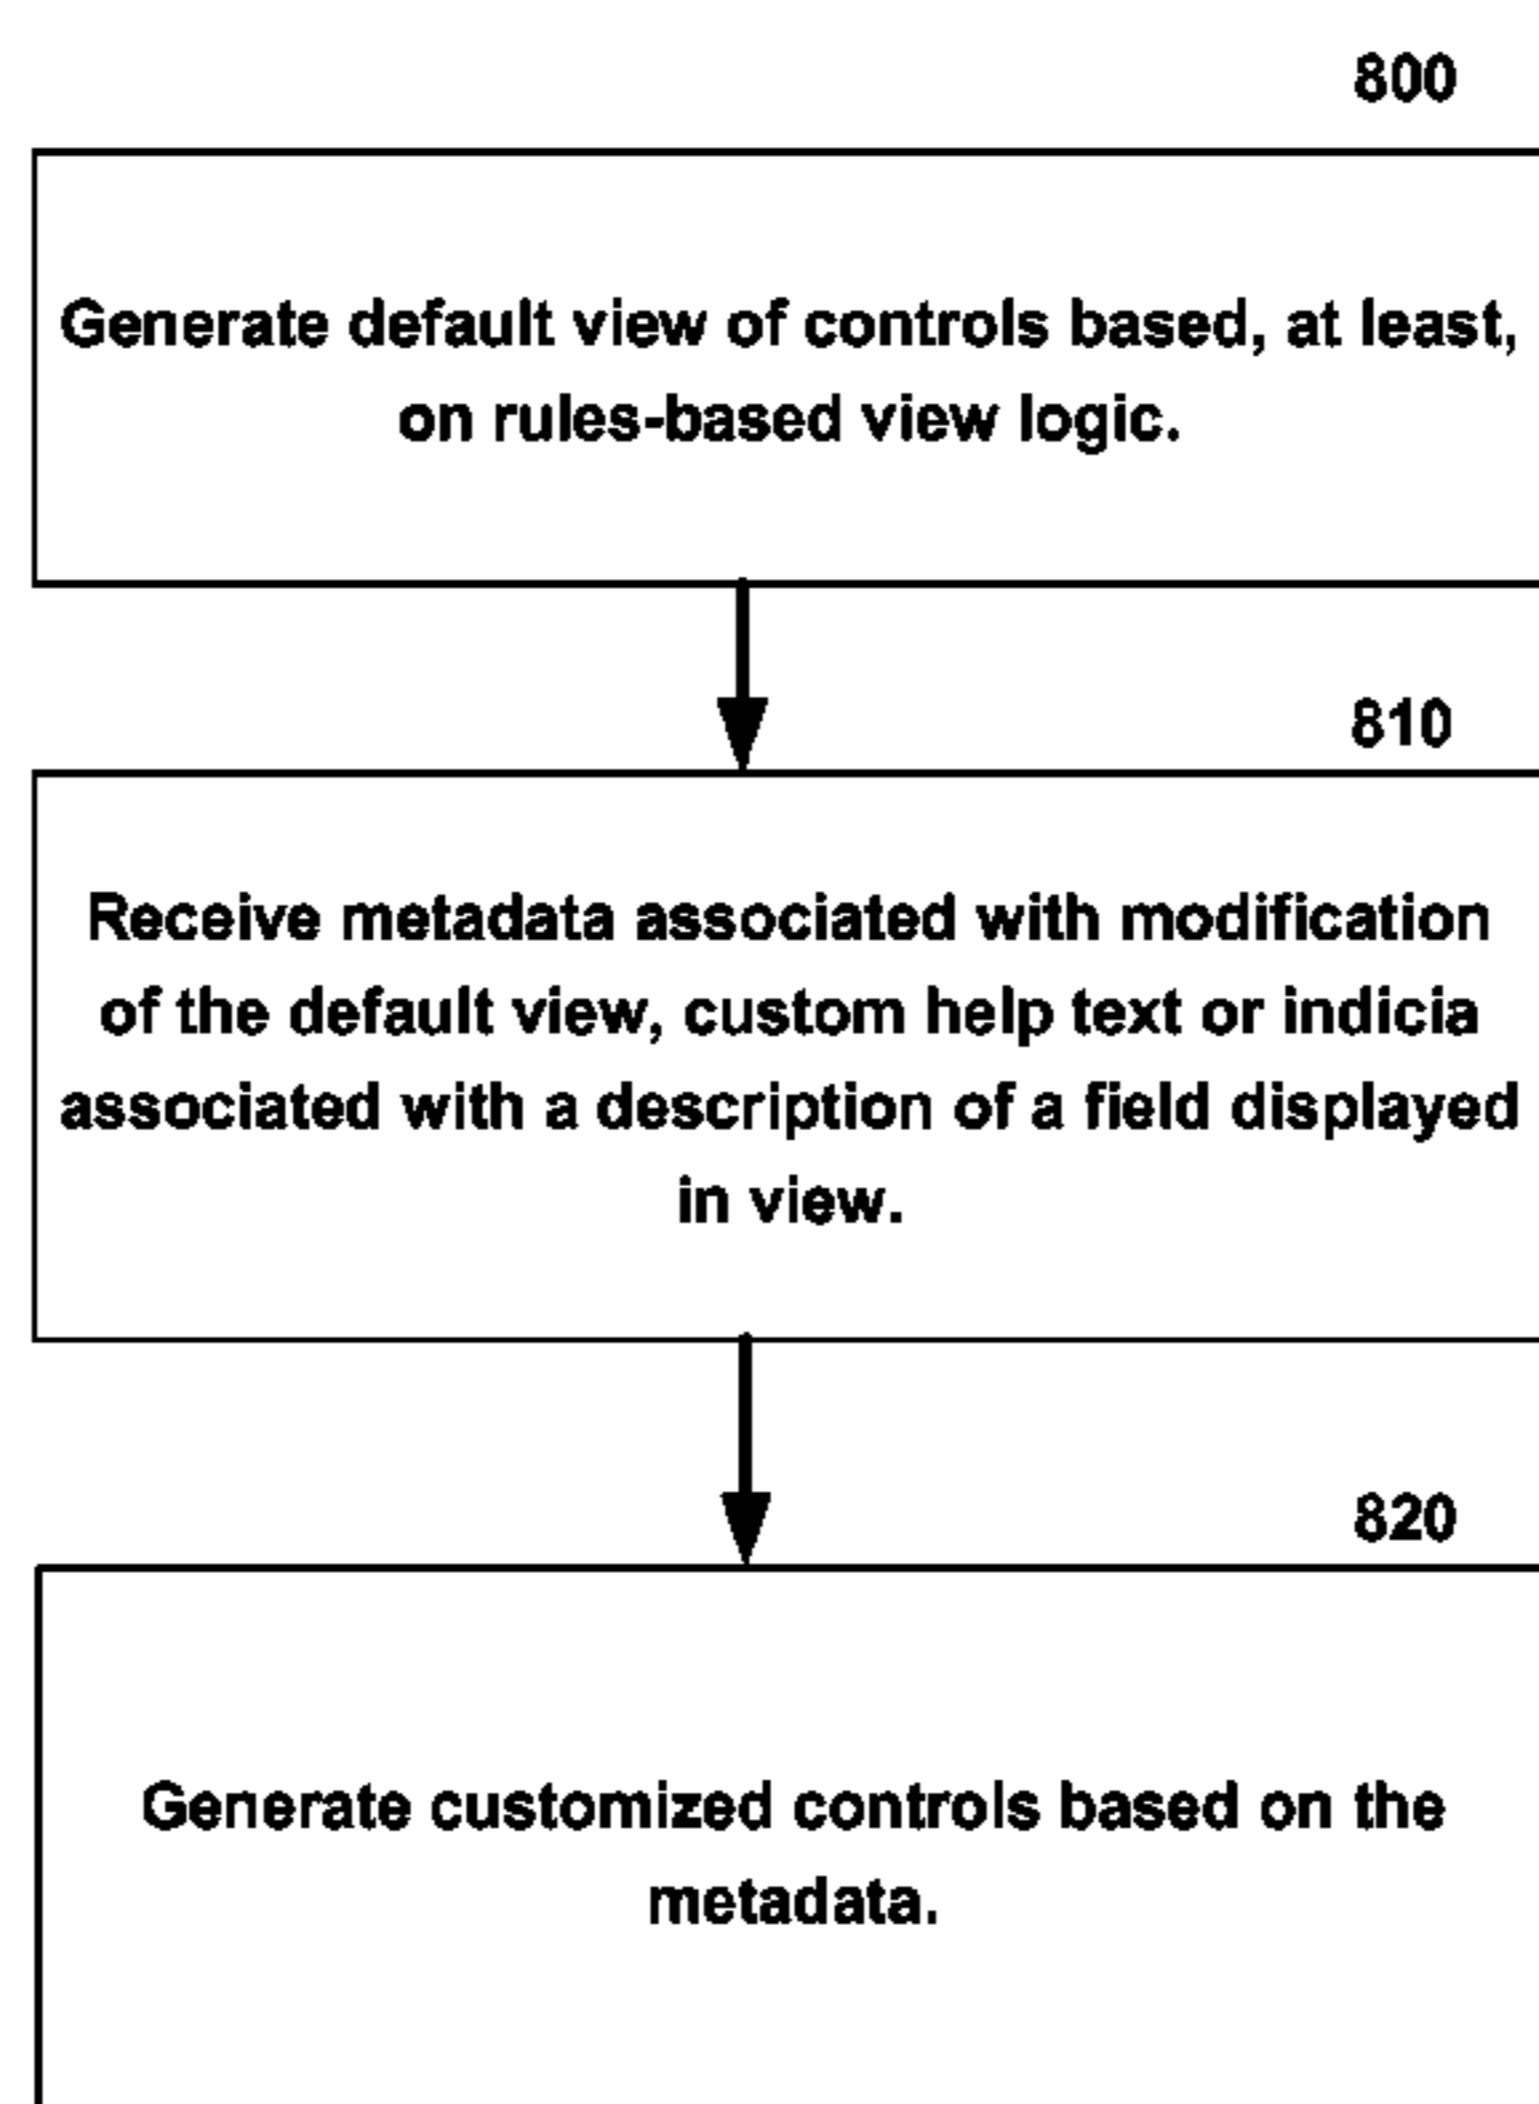 800
Generate default view of controls based, at least,
on rules-based view logic.
810
Receive metadata associated with modification
of the default view, custom help text or indicia
associated with a description of a field displayed
in view.
820
Generate customized controls based on the
metadata.